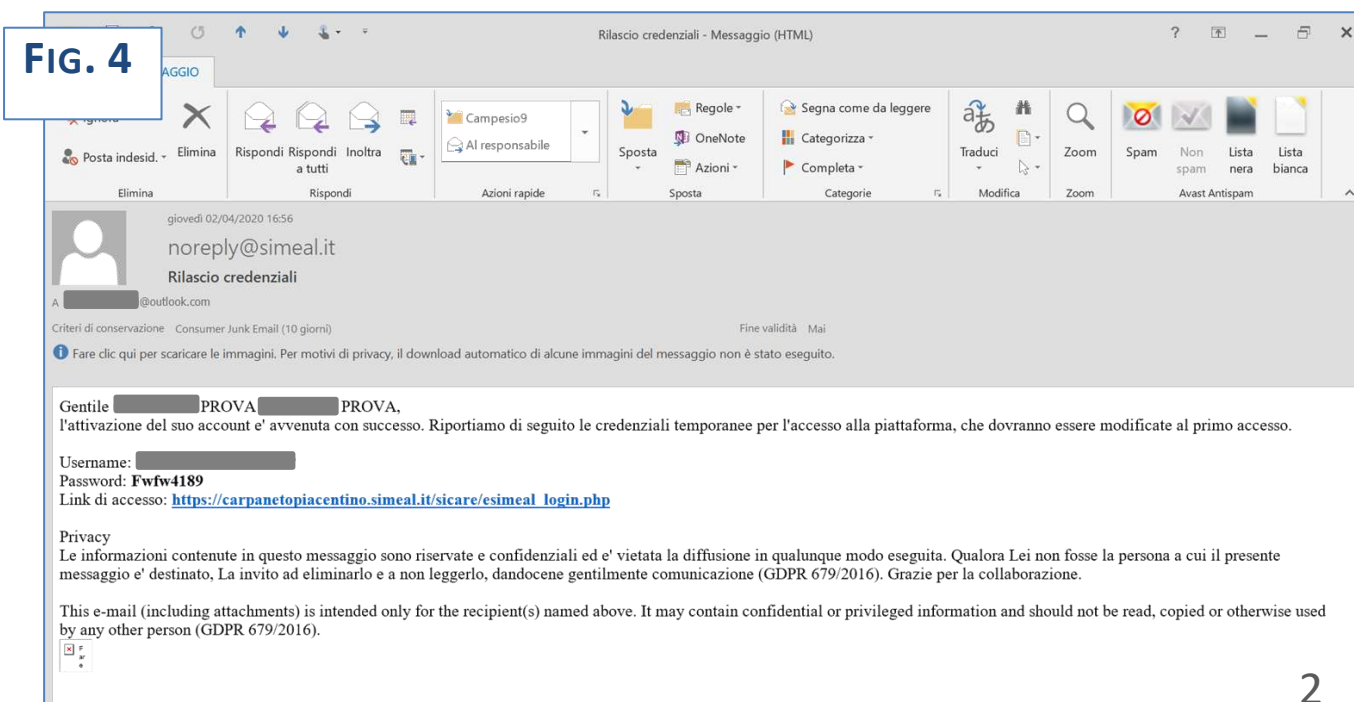 FIG. 4
Rilascio credenziali - Messaggio (HTML)
?
AGGIO
Ignora
Posta indesid.
Elimina
Elimina
Rispondi
Rispondi a tutti
Inoltra
Rispondi
Campesio9
Al responsabile
Azioni rapide
Sposta
Regole
OneNote
Azioni
Sposta
Segna come da leggere
Categorizza
Completa
Categorie
Traduci
Modifica
Zoom
Zoom
Spam
Non spam
Lista nera
Lista bianca
Avast Antispam
giovedì 02/04/2020 16:56
noreply@simeal.it
Rilascio credenziali
A @outlook.com
Criteri di conservazione Consumer Junk Email (10 giorni) Fine validità Mai
Fare clic qui per scaricare le immagini. Per motivi di privacy, il download automatico di alcune immagini del messaggio non è stato eseguito.
Gentile PROVA PROVA,
l'attivazione del suo account e' avvenuta con successo. Riportiamo di seguito le credenziali temporanee per l'accesso alla piattaforma, che dovranno essere modificate al primo accesso.
Username:
Password: Fwfw4189
Link di accesso: https://carpanetopiacentino.simeal.it/sicare/esimeal_login.php
Privacy
Le informazioni contenute in questo messaggio sono riservate e confidenziali ed e' vietata la diffusione in qualunque modo eseguita. Qualora Lei non fosse la persona a cui il presente
messaggio e' destinato, La invito ad eliminarlo e a non leggerlo, dandocene gentilmente comunicazione (GDPR 679/2016). Grazie per la collaborazione.
This e-mail (including attachments) is intended only for the recipient(s) named above. It may contain confidential or privileged information and should not be read, copied or otherwise used
by any other person (GDPR 679/2016).
2